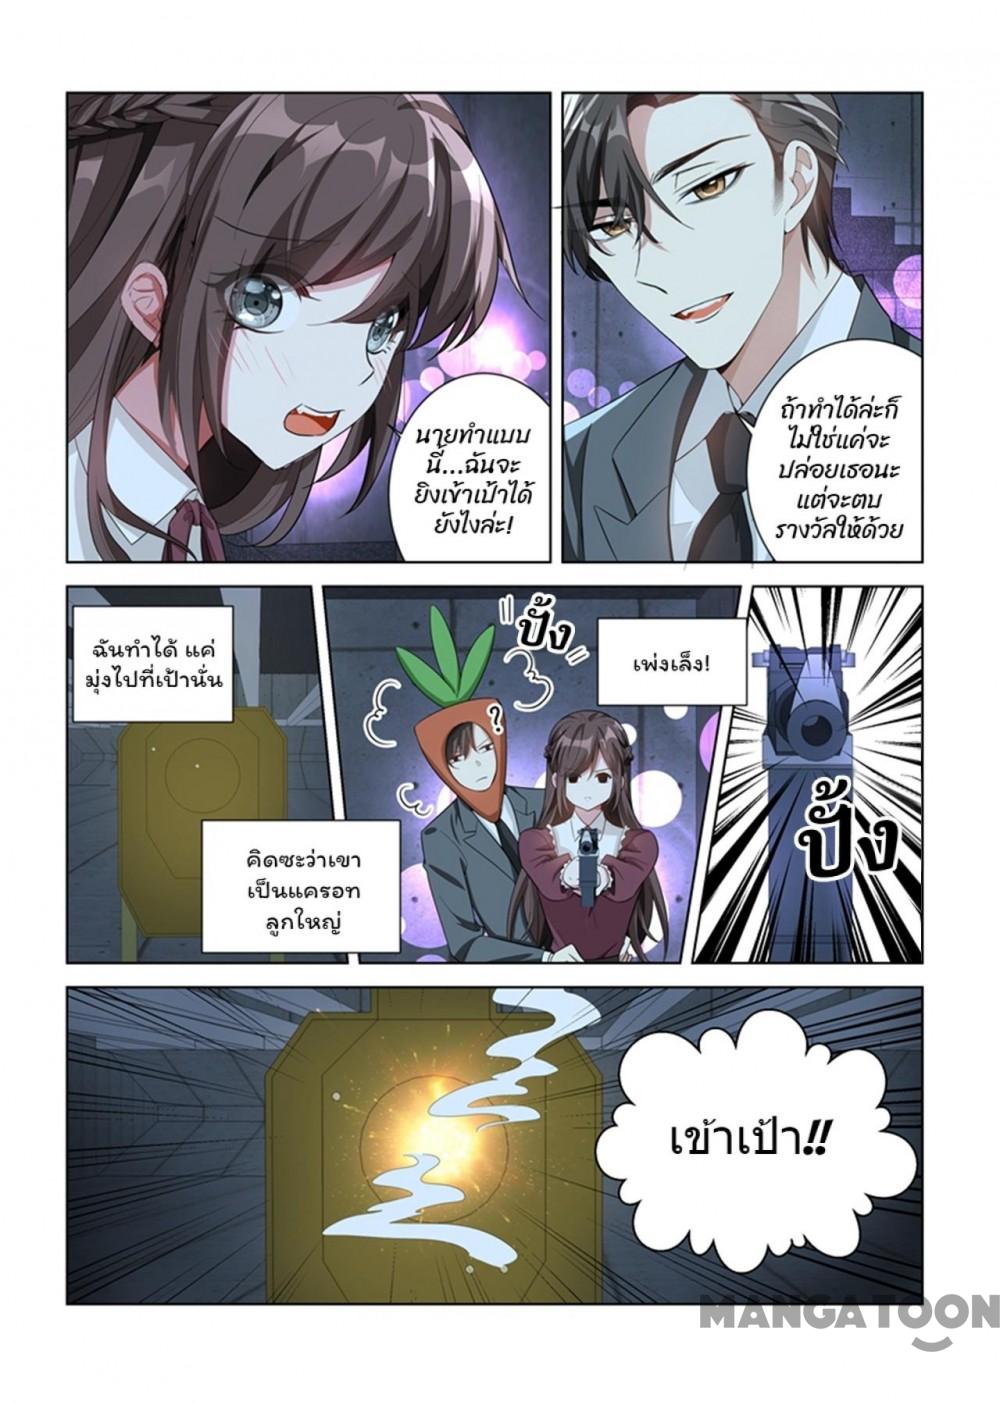 นายทำแบบ
นี้...ฉันจะ
ยิงเข้าเป้าได้
ยังไงล่ะ!
ถ้าทำได้ล่ะก็
ไม่ใช่แค่จะ
ปล่อยเธอนะ
แต่จะตบ
รางวัลให้ด้วย
ฉันทำได้ แค่
มุ่งไปที่เป้านั่น
คิดซะว่าเขา
เป็นแครอท
ลูกใหญ่
?
ปั้ง
เพ่งเล็ง!
ปั้ง
เข้าเป้า!!
MANGATOON